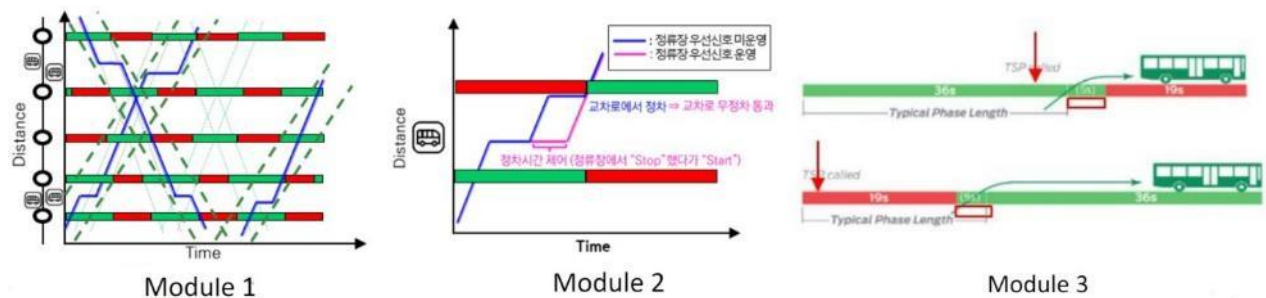 Distance
Time
Module 1
: 정류장 우선신호 미운영
: 정류장 우선신호 운영
교차로에서 정차 ⇒ 교차로 무정차 통과
정차시간 제어 (정류장에서 "Stop"했다가 "Start")
Distance
Time
Module 2
TSP called
36s
(9s)
19s
Typical Phase Length
TSP called
19s
(9s)
36s
Typical Phase Length
Module 3